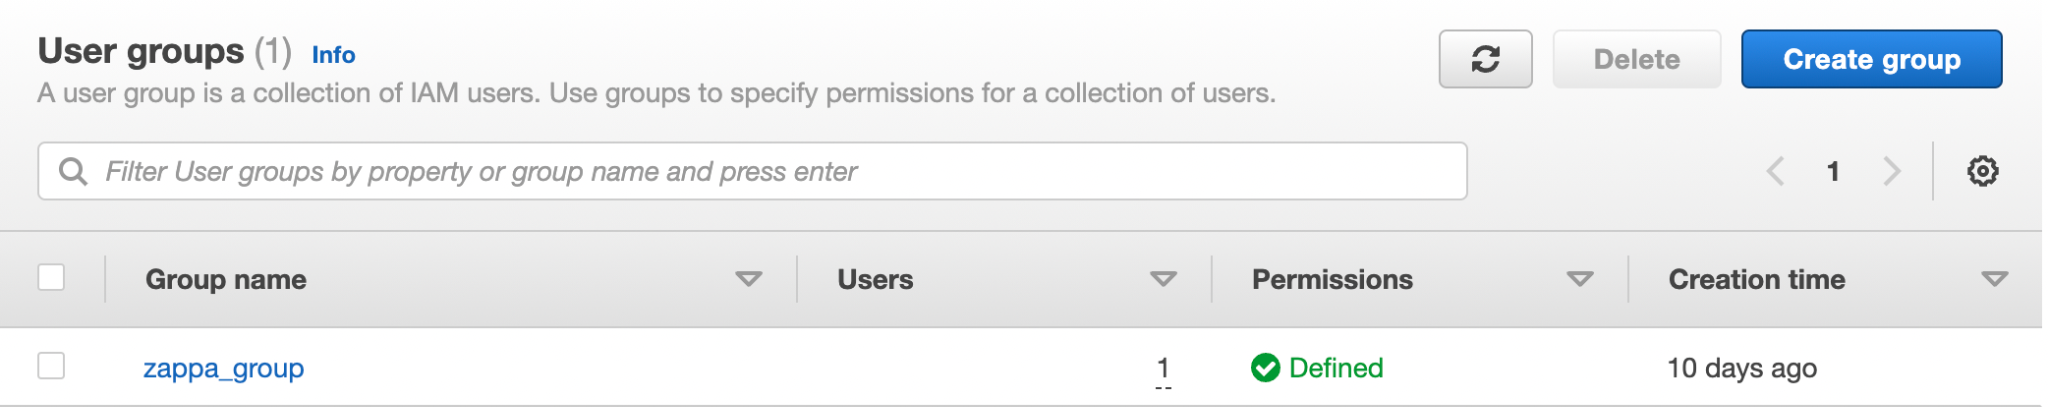 User groups (1) Info
A user group is a collection of IAM users. Use groups to specify permissions for a collection of users.
Delete
Create group
Filter User groups by property or group name and press enter
1
Group name Users Permissions Creation time
zappa_group 1 Defined 10 days ago